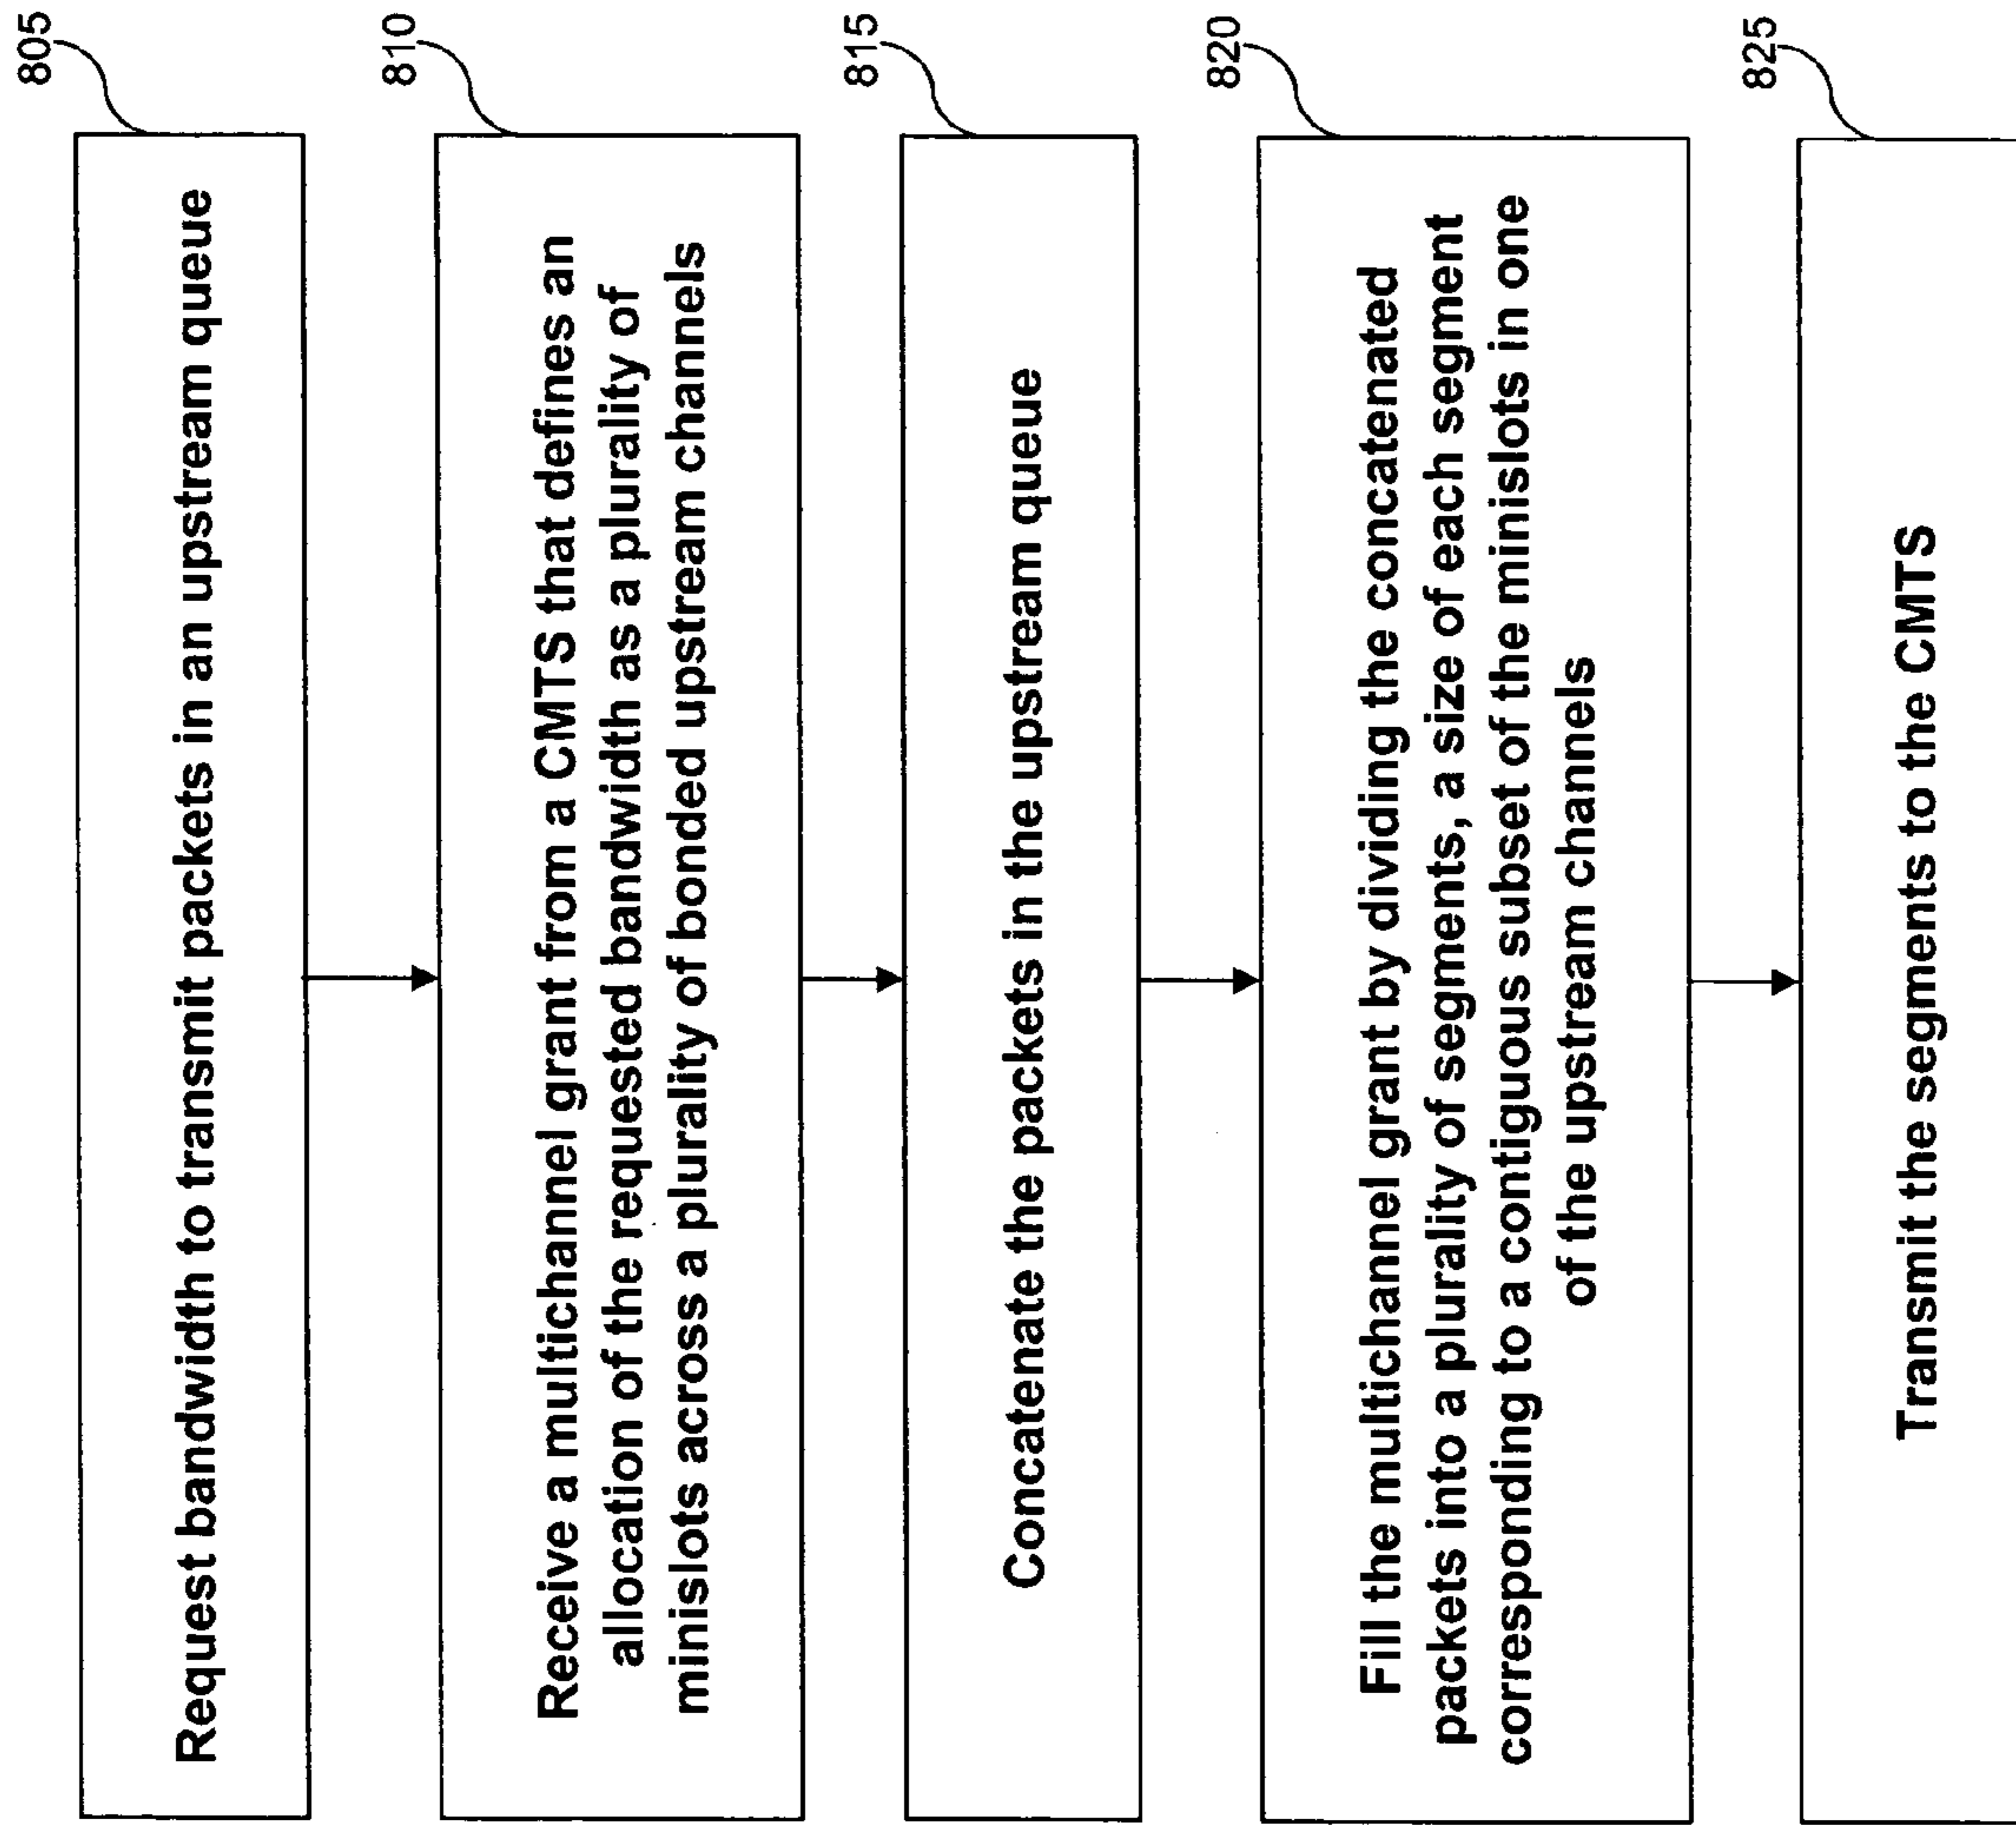 805
Request bandwidth to transmit packets in an upstream queue
810
Receive a multichannel grant from a CMTS that defines an
allocation of the requested bandwidth as a plurality of
minislots across a plurality of bonded upstream channels
815
Concatenate the packets in the upstream queue
820
Fill the multichannel grant by dividing the concatenated
packets into a plurality of segments, a size of each segment
corresponding to a contiguous subset of the minislots in one
of the upstream channels
825
Transmit the segments to the CMTS